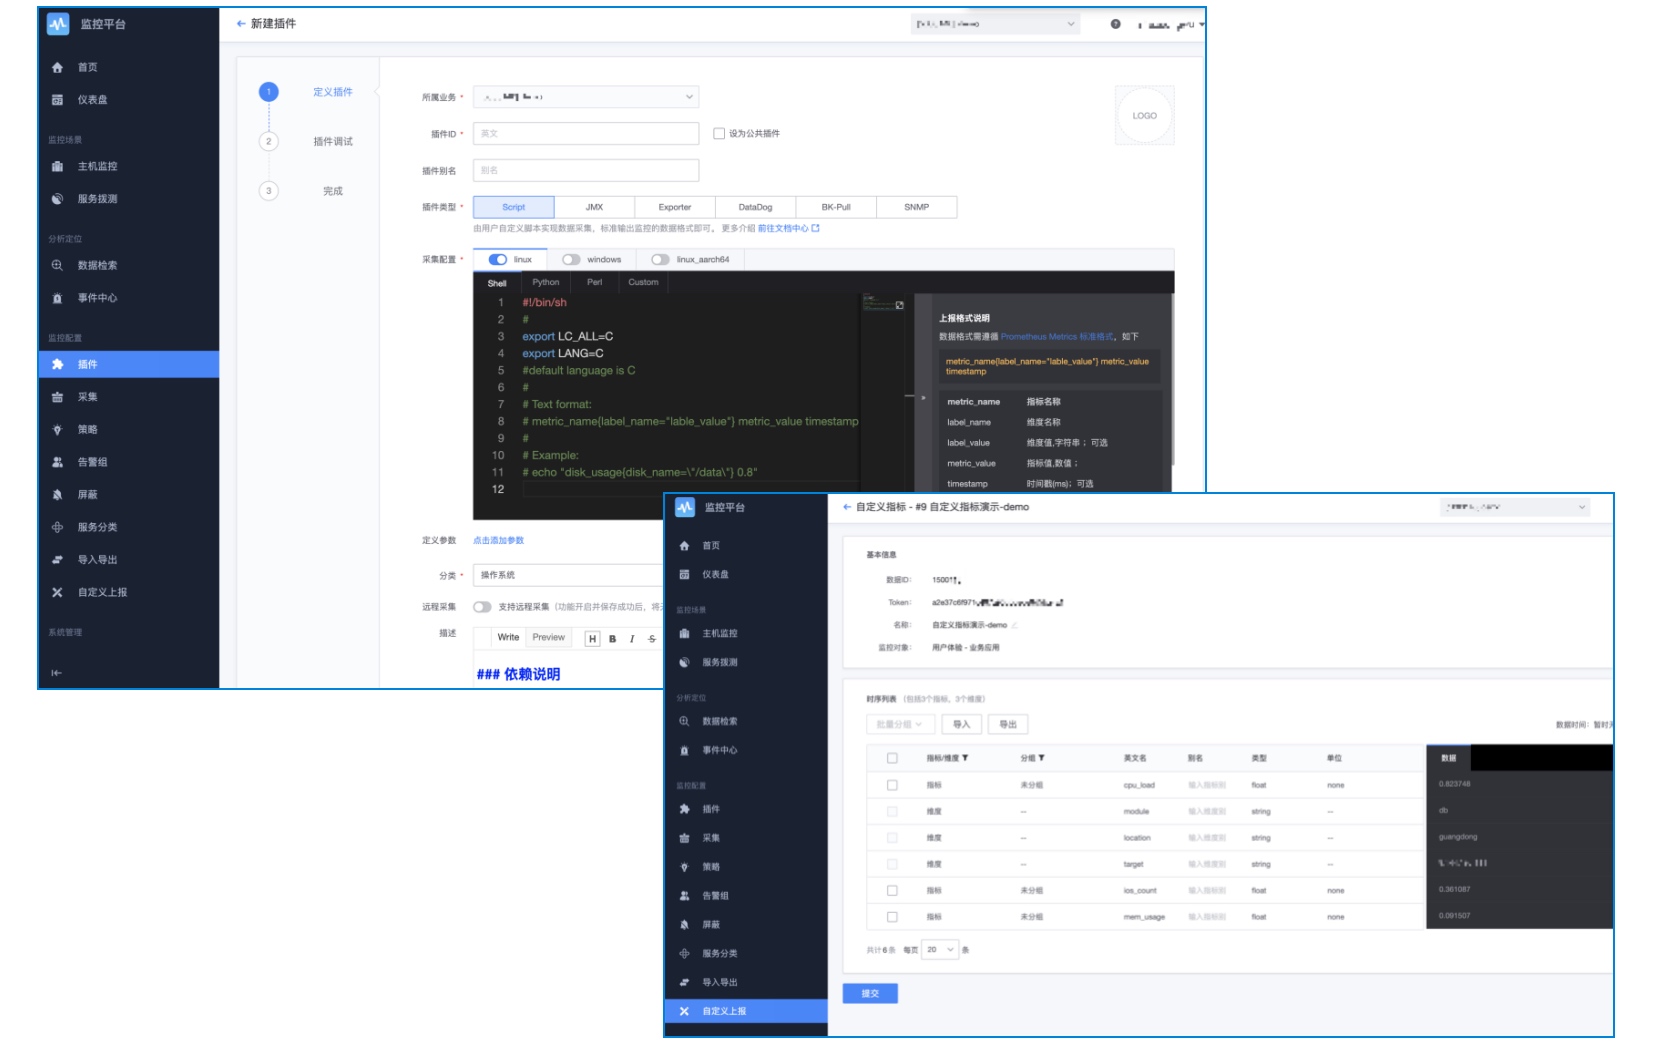 监控平台
首页
仪表盘
监控场景
主机监控
服务拨测
分析定位
数据检索
事件中心
监控配置
插件
采集
策略
告警组
屏蔽
服务分类
导入导出
自定义上报
系统管理
← 新建插件
1 定义插件
2 插件调试
3 完成
所属业务 *
插件ID * 英文 设为公共插件
LOGO
插件别名 别名
插件类型 * Script JMX Exporter DataDog BK-Pull SNMP
由用户自定义脚本实现数据采集，标准输出监控的数据格式即可。 更多介绍 前往文档中心
采集配置 * linux windows linux_aarch64
Shell Python Perl Custom
1 #!/bin/sh
2 #
3 export LC_ALL=C
4 export LANG=C
5 #default language is C
6 #
7 # Text format:
8 # metric_name{label_name="lable_value"} metric_value timestamp
9 #
10 # Example:
11 # echo "disk_usage{disk_name=\"/data\"} 0.8"
12
上报格式说明
数据格式需遵循 Prometheus Metrics 标准格式，如下
metric_name{label_name="lable_value"} metric_value
timestamp
metric_name 指标名称
label_name 维度名称
label_value 维度值,字符串； 可选
metric_value 指标值,数值；
timestamp 时间戳(ms)；可选
定义参数 点击添加参数
分类 * 操作系统
远程采集 支持远程采集（功能开启并保存成功后，将
描述 Write Preview H B I S
### 依赖说明
监控平台
首页
仪表盘
监控场景
主机监控
服务拨测
分析定位
数据检索
事件中心
监控配置
插件
采集
策略
告警组
屏蔽
服务分类
导入导出
自定义上报
← 自定义指标 - #9 自定义指标演示-demo
基本信息
数据ID:
Token:
名称: 自定义指标演示-demo
监控对象: 用户体验 - 业务应用
时序列表 （包括3个指标，3个维度）
批量分组 导入 导出
数据时间: 暂时
指标/维度 分组 英文名 别名 类型 单位 数据
指标 未分组 cpu_load 输入指标别 float none 0.823748
维度 -- module 输入维度别 string -- db
维度 -- location 输入维度别 string -- guangdong
维度 -- target 输入维度别 string --
指标 未分组 ios_count 输入指标别 float none 0.361087
指标 未分组 mem_usage 输入指标别 float none 0.091507
共计6条 每页 20 条
提交